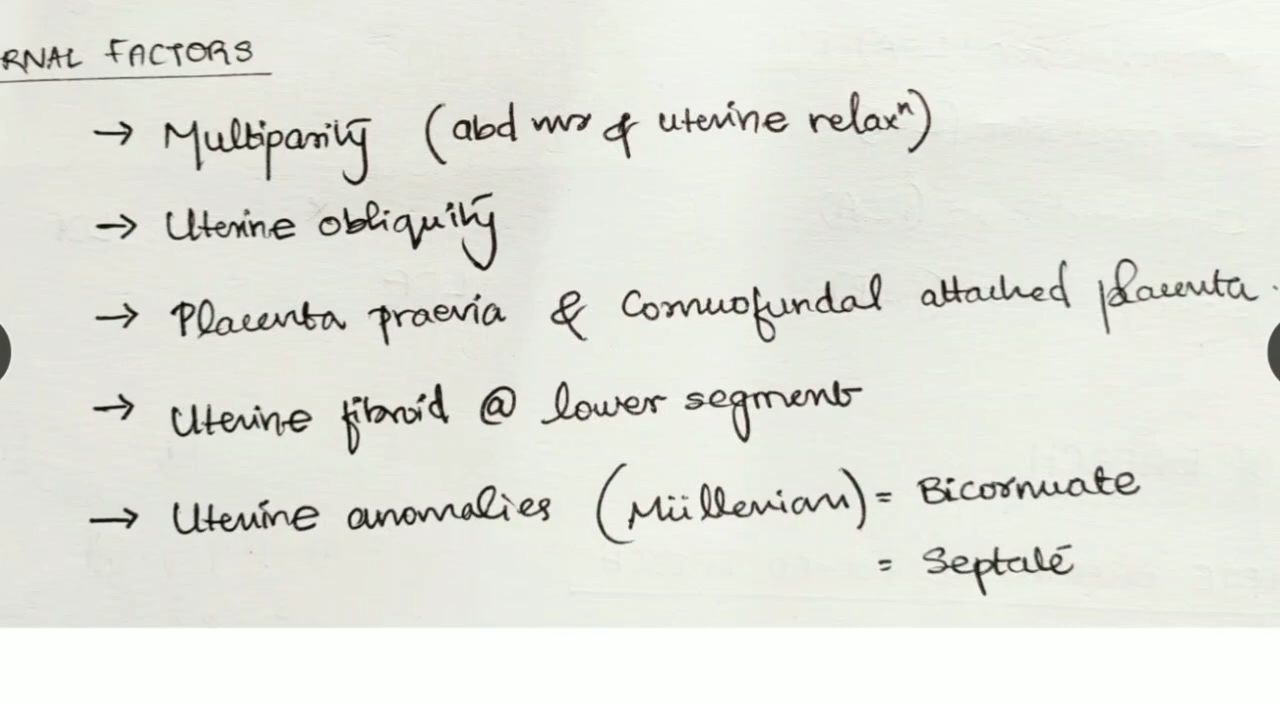 RNAL FACTORS
→ Multiparity (abd ms & uterine relaxⁿ)
→ Uterine obliquity
→ Placenta praevia & Cornuofundal attached placenta.
→ Uterine fibroid @ lower segment
→ Uterine anomalies (Müllerian) = Bicornuate
= Septate